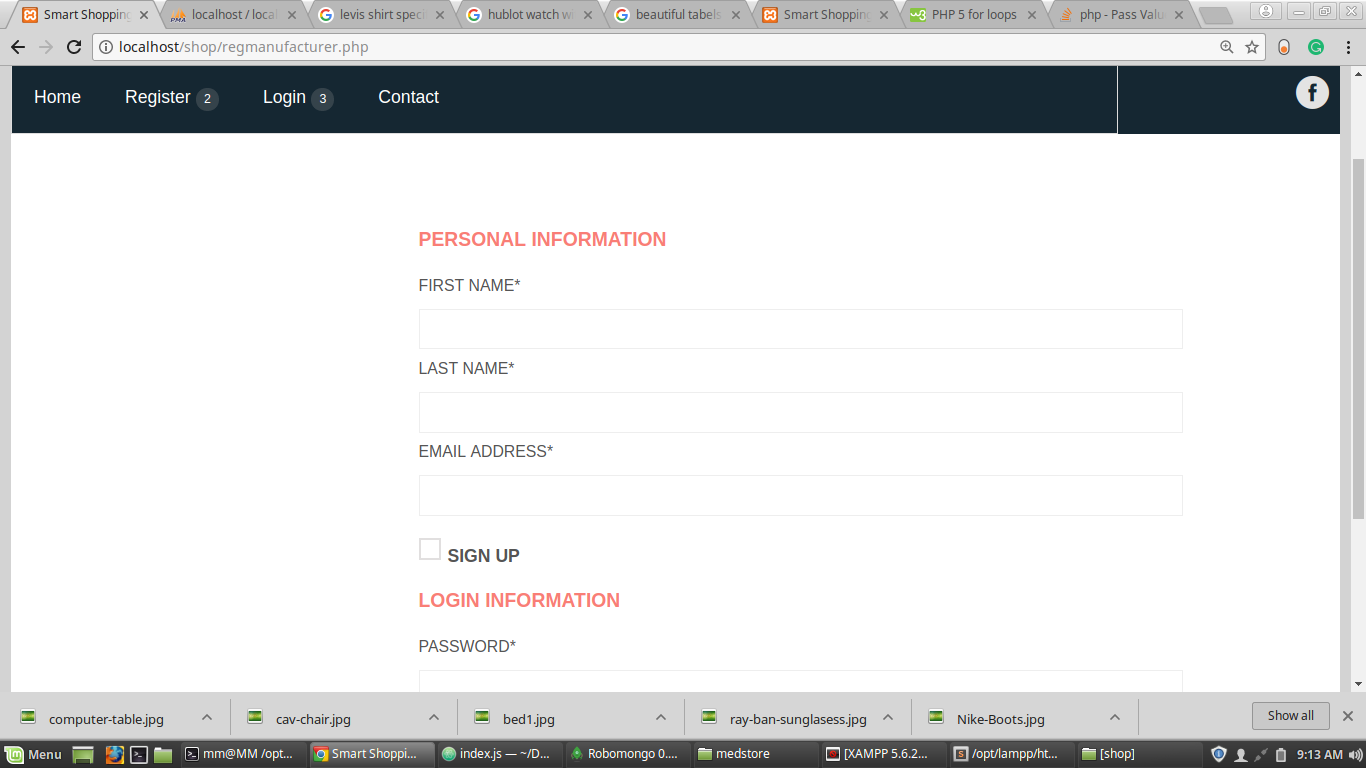 Smart Shopping
localhost / local
levis shirt speci
hublot watch w
beautiful tabels
Smart Shopping
PHP 5 for loops
php - Pass Valu
localhost/shop/regmanufacturer.php
Home Register 2 Login 3 Contact
PERSONAL INFORMATION
FIRST NAME*
LAST NAME*
EMAIL ADDRESS*
SIGN UP
LOGIN INFORMATION
PASSWORD*
computer-table.jpg
cav-chair.jpg
bed1.jpg
ray-ban-sunglasess.jpg
Nike-Boots.jpg
Show all
Menu
mm@MM /opt...
Smart Shoppi...
index.js — ~/D...
Robomongo 0....
medstore
[XAMPP 5.6.2...
/opt/lampp/ht...
[shop]
9:13 AM